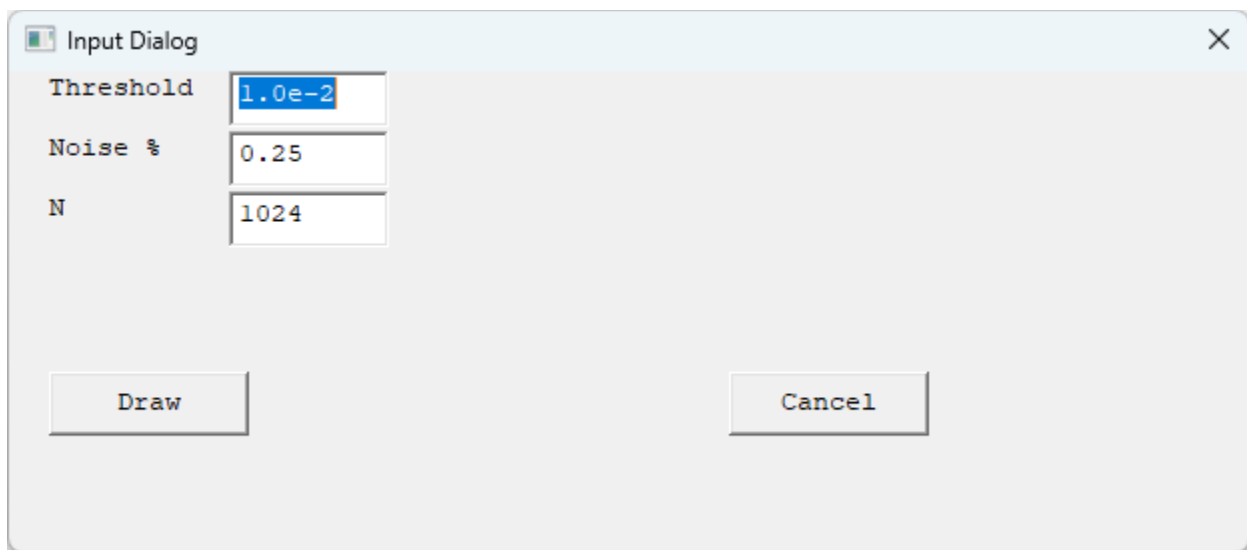 Input Dialog
Threshold 1.0e-2
Noise % 0.25
N 1024
Draw Cancel